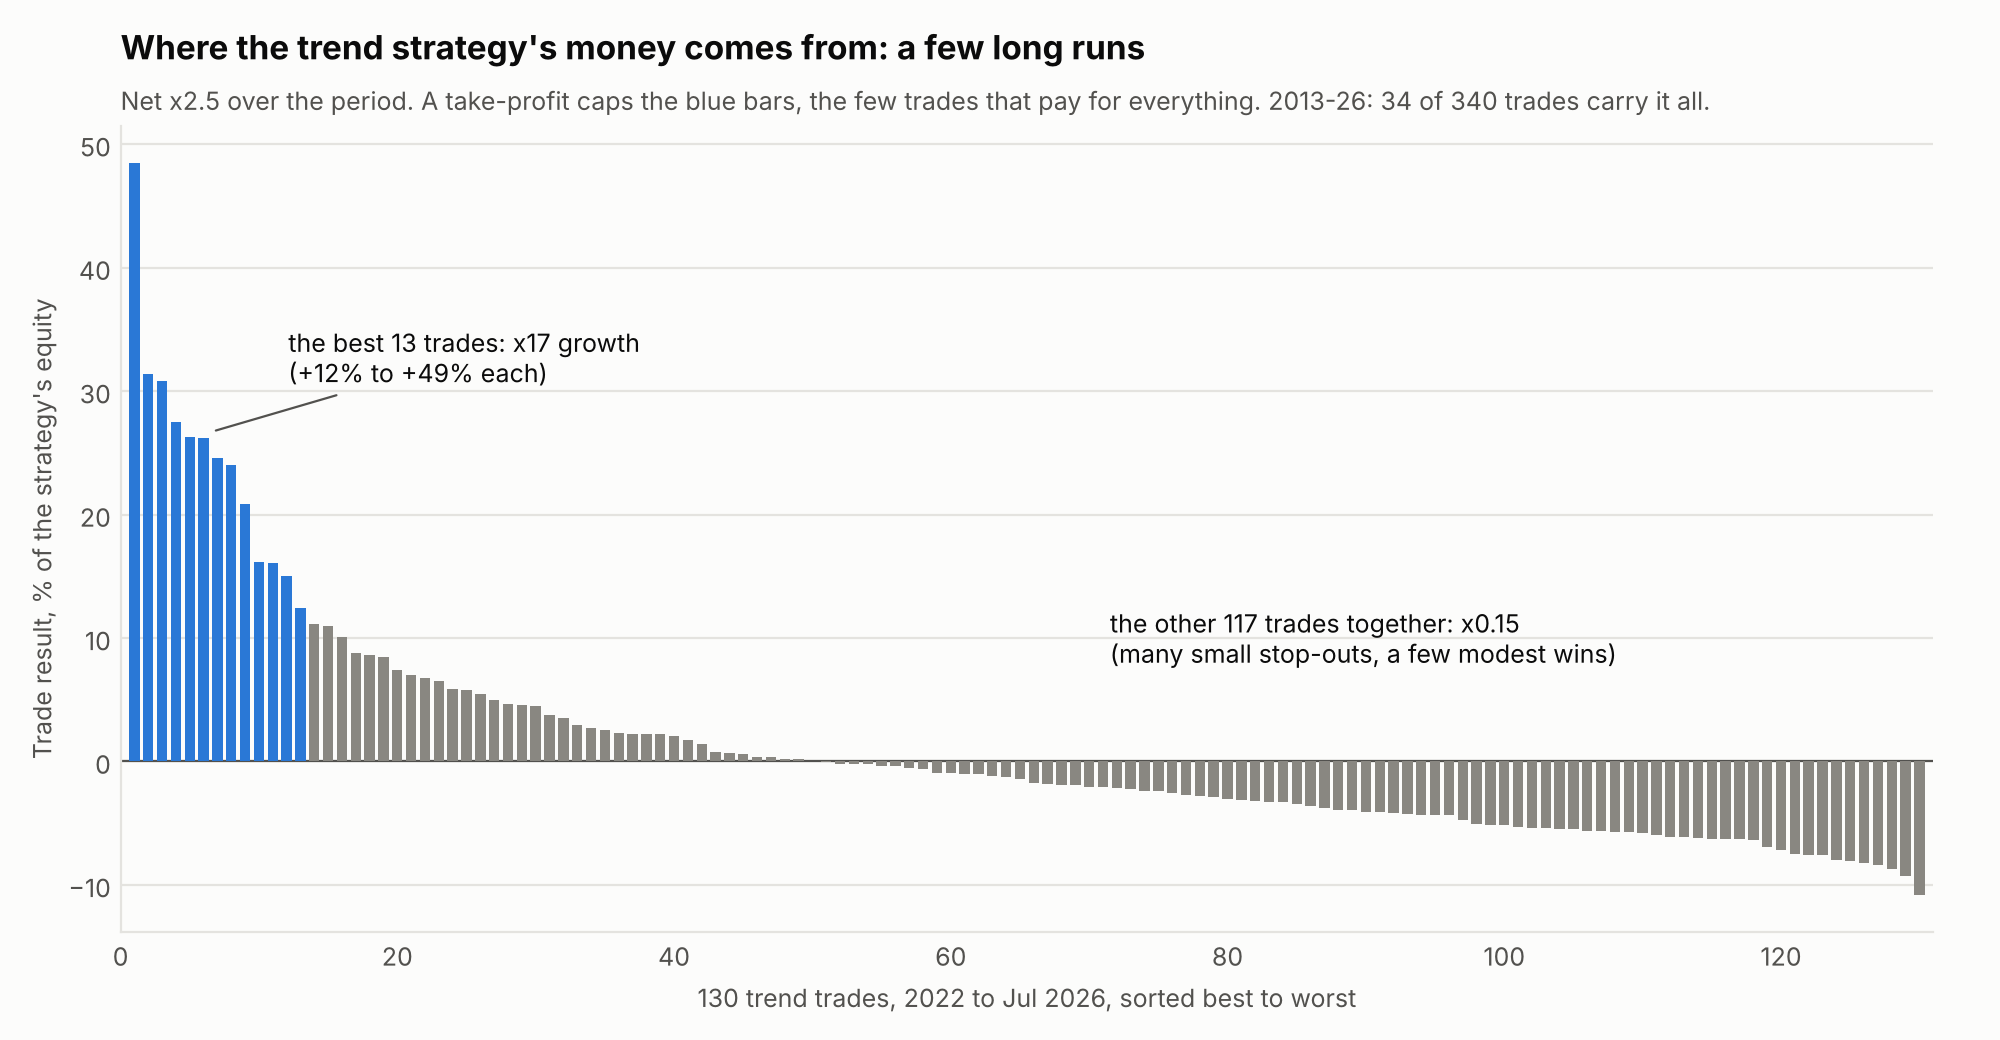 Where the trend strategy's money comes from: a few long runs
Net x2.5 over the period. A take-profit caps the blue bars, the few trades that pay for everything. 2013-26: 34 of 340 trades carry it all.
50
40
30
20
10
0
−10
Trade result, % of the strategy's equity
the best 13 trades: x17 growth
(+12% to +49% each)
the other 117 trades together: x0.15
(many small stop-outs, a few modest wins)
0 20 40 60 80 100 120
130 trend trades, 2022 to Jul 2026, sorted best to worst